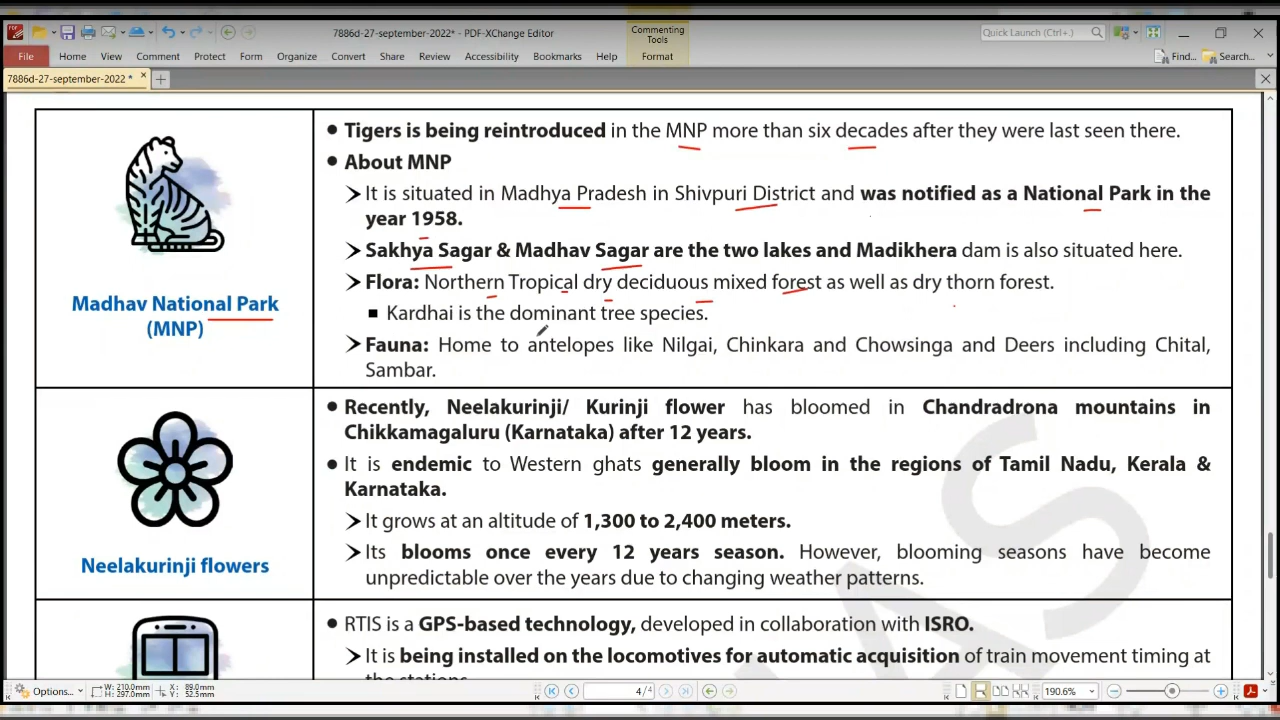 7886d-27-september-2022* - PDF-XChange Editor
Commenting Tools
Quick Launch (Ctrl+.)
File Home View Comment Protect Form Organize Convert Share Review Accessibility Bookmarks Help Format
Find... Search...
7886d-27-september-2022 *
Madhav National Park
(MNP)
Tigers is being reintroduced in the MNP more than six decades after they were last seen there.
About MNP
It is situated in Madhya Pradesh in Shivpuri District and was notified as a National Park in the
year 1958.
Sakhya Sagar & Madhav Sagar are the two lakes and Madikhera dam is also situated here.
Flora: Northern Tropical dry deciduous mixed forest as well as dry thorn forest.
Kardhai is the dominant tree species.
Fauna: Home to antelopes like Nilgai, Chinkara and Chowsinga and Deers including Chital,
Sambar.
Neelakurinji flowers
Recently, Neelakurinji/ Kurinji flower has bloomed in Chandradrona mountains in
Chikkamagaluru (Karnataka) after 12 years.
It is endemic to Western ghats generally bloom in the regions of Tamil Nadu, Kerala &
Karnataka.
It grows at an altitude of 1,300 to 2,400 meters.
Its blooms once every 12 years season. However, blooming seasons have become
unpredictable over the years due to changing weather patterns.
RTIS is a GPS-based technology, developed in collaboration with ISRO.
It is being installed on the locomotives for automatic acquisition of train movement timing at
the stations.
Options... W: 210.0mm X: 89.0mm 4/4 190.6%
H: 297.0mm Y: 52.5mm